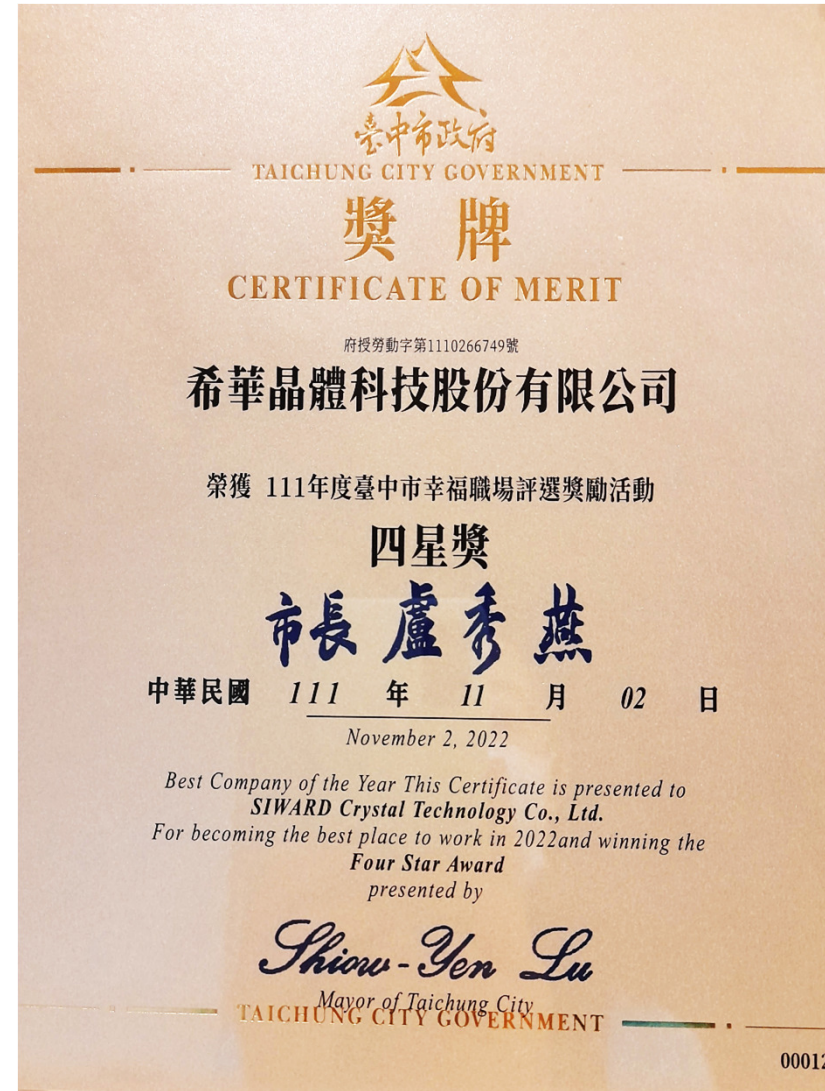 臺中市政府
TAICHUNG CITY GOVERNMENT
獎 牌
CERTIFICATE OF MERIT
府授勞動字第1110266749號
希華晶體科技股份有限公司
榮獲 111年度臺中市幸福職場評選獎勵活動
四星獎
市長 盧秀燕
中華民國 111 年 11 月 02 日
November 2, 2022
Best Company of the Year This Certificate is presented to
SIWARD Crystal Technology Co., Ltd.
For becoming the best place to work in 2022and winning the
Four Star Award
presented by
Shiow-Yen Lu
Mayor of Taichung City
TAICHUNG CITY GOVERNMENT
00012